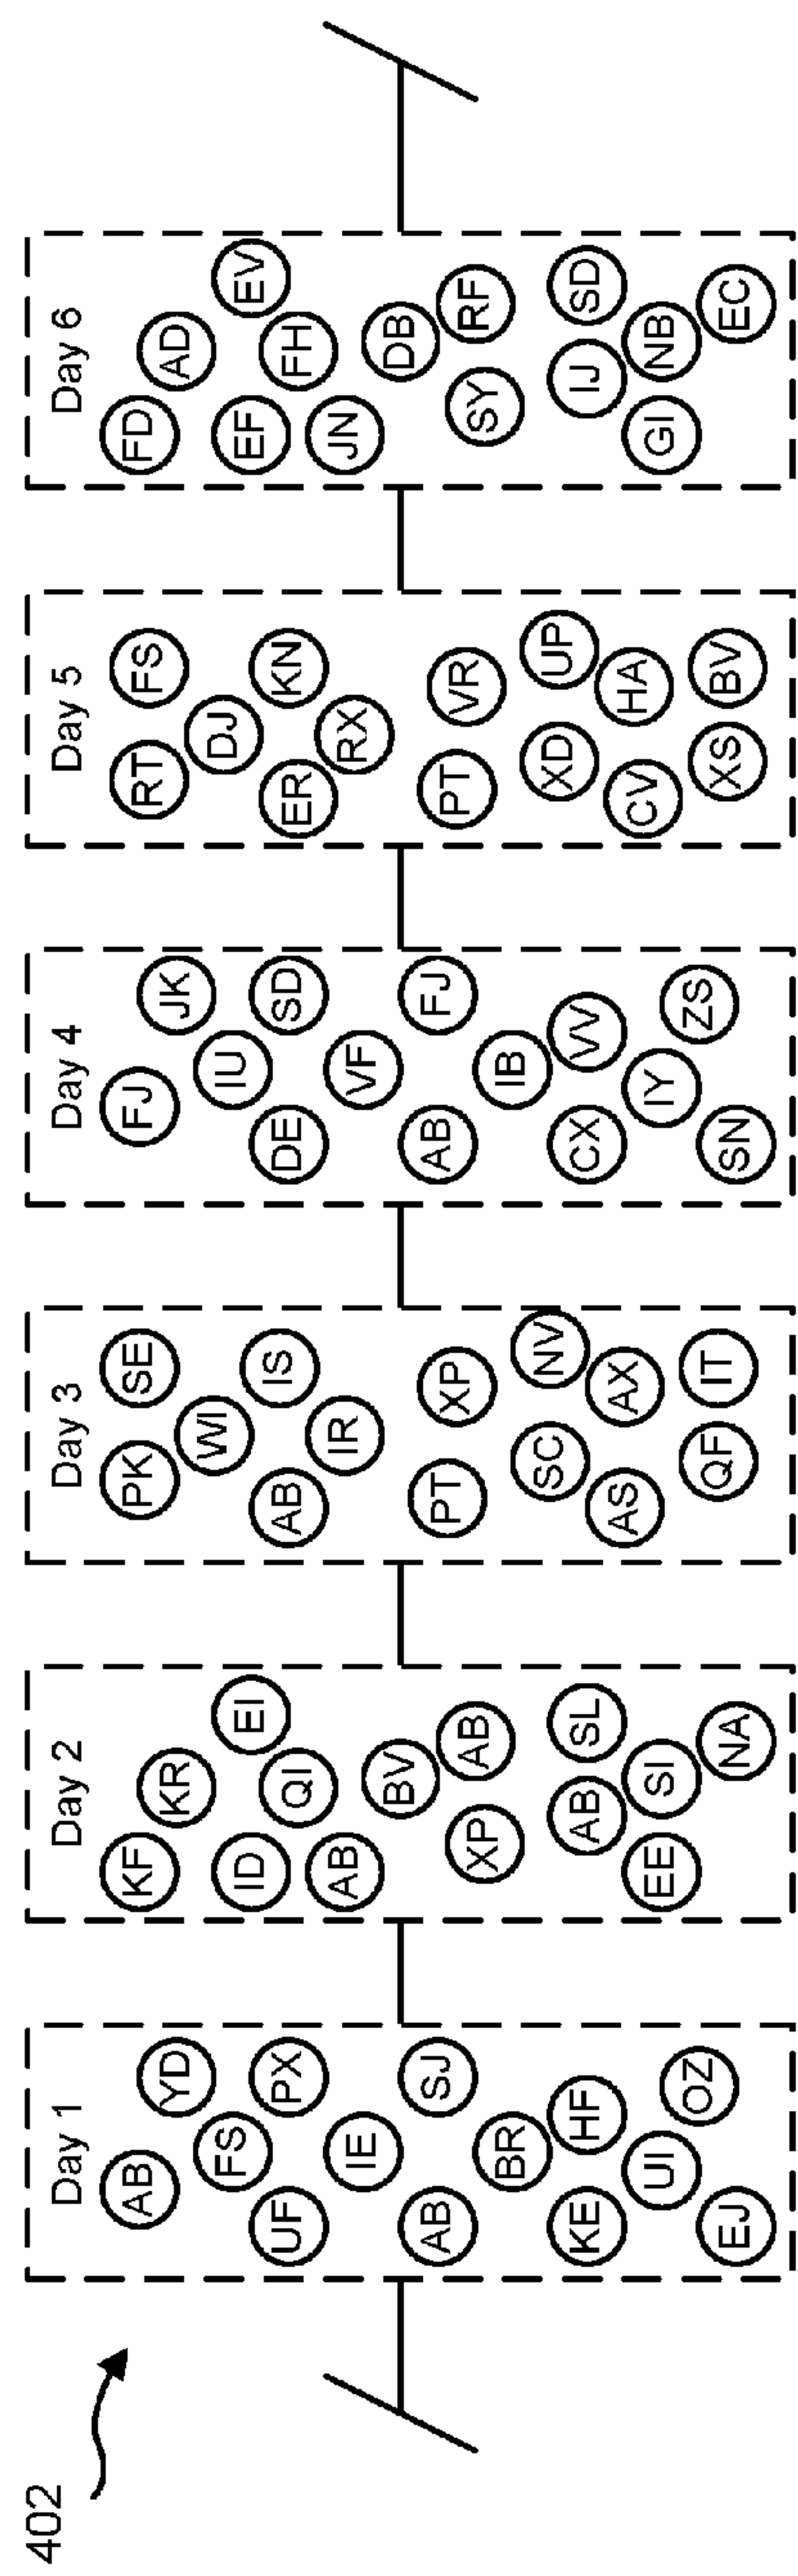 402
Day 1
AB
YD
FS
UF
PX
IE
AB
SJ
BR
KE
HF
UI
EJ
OZ
Day 2
KF
KR
ID
EI
QI
AB
BV
XP
AB
AB
SL
EE
SI
NA
Day 3
PK
SE
WI
AB
IS
IR
PT
XP
SC
NV
AS
AX
QF
IT
Day 4
FJ
JK
IU
DE
SD
VF
AB
FJ
IB
CX
VV
IY
SN
ZS
Day 5
RT
FS
DJ
ER
KN
RX
PT
VR
XD
UP
CV
HA
XS
BV
Day 6
FD
AD
EF
EV
FH
JN
DB
SY
RF
IJ
SD
GI
NB
EC